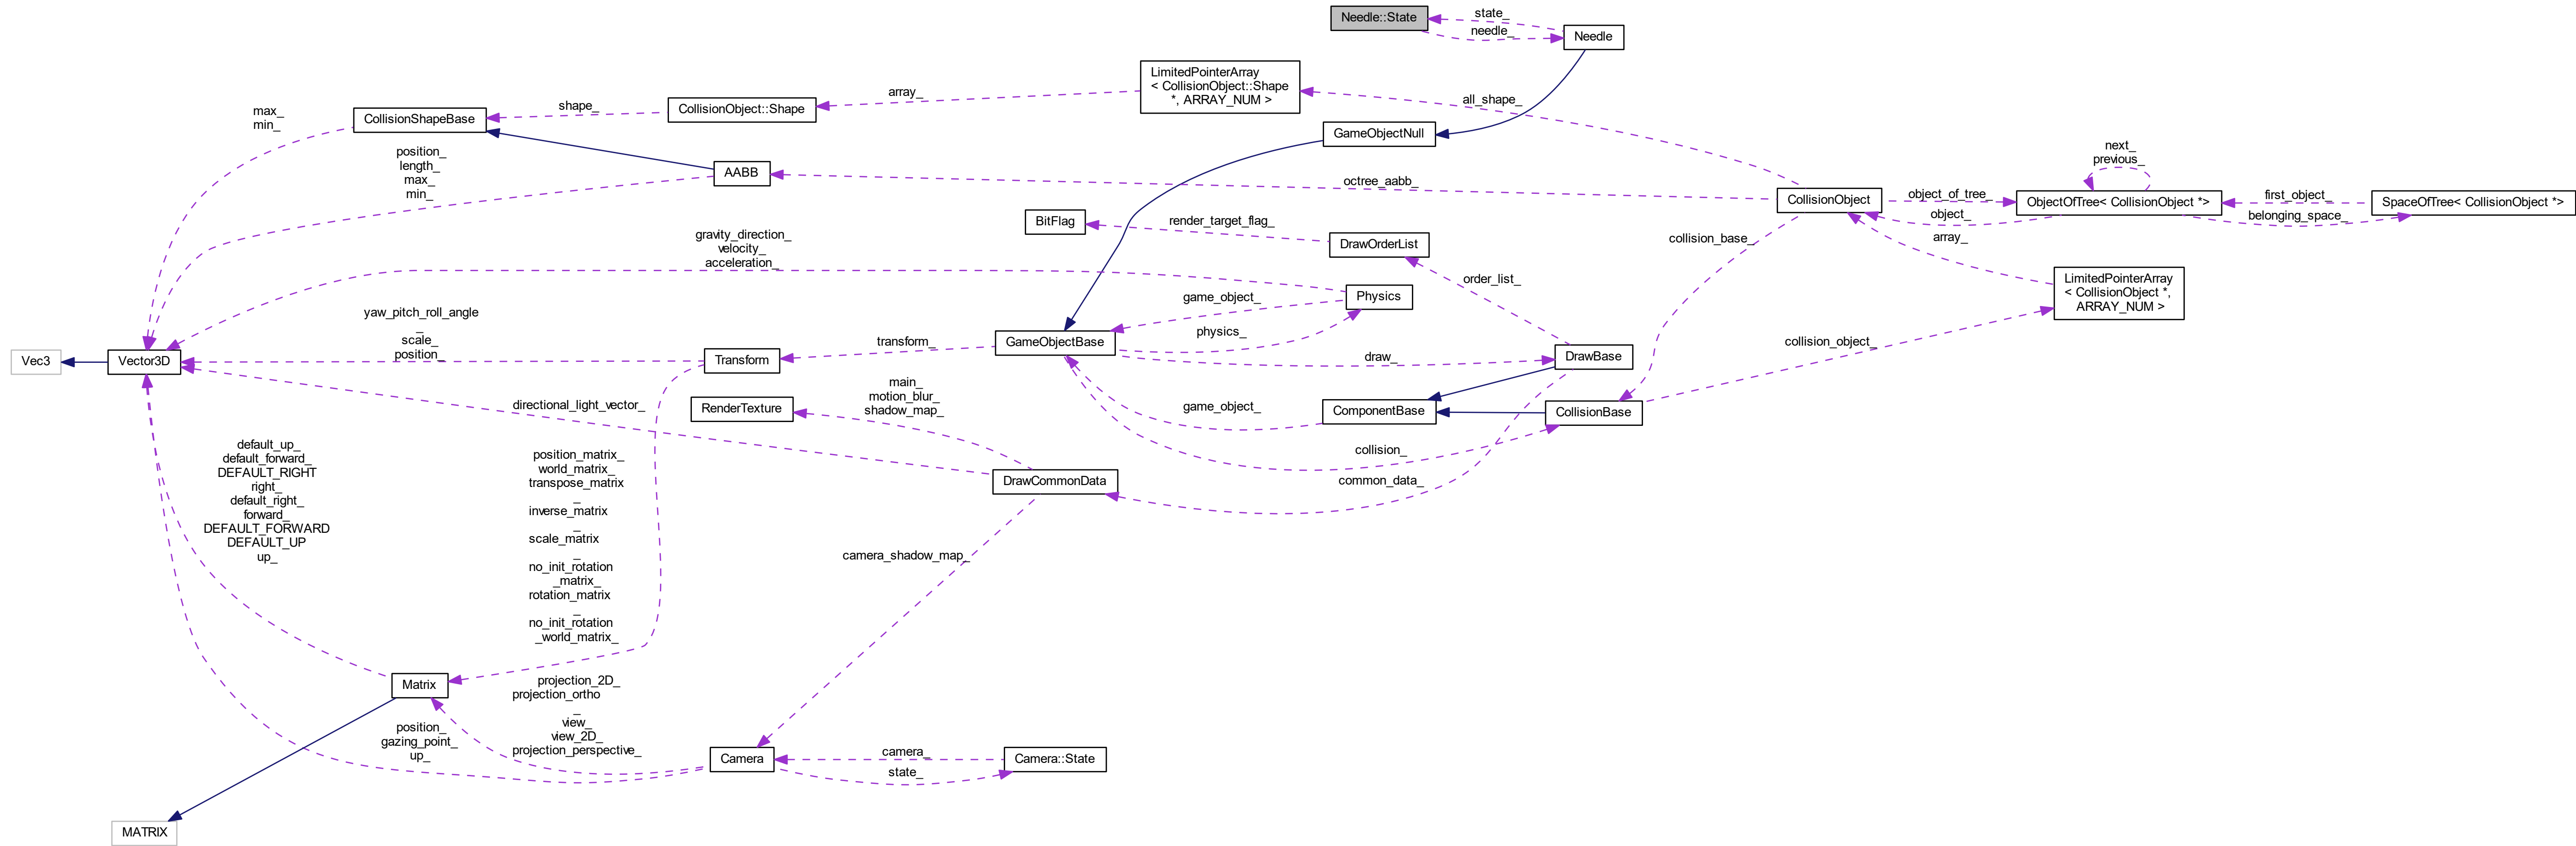 Needle::State
state_
needle_
Needle
LimitedPointerArray
< CollisionObject::Shape
*, ARRAY_NUM >
all_shape_
array_
CollisionObject::Shape
shape_
CollisionShapeBase
max_
min_
GameObjectNull
position_
length_
max_
min_
AABB
octree_aabb_
CollisionObject
object_of_tree_
next_
previous_
ObjectOfTree< CollisionObject *>
first_object_
SpaceOfTree< CollisionObject *>
object_
belonging_space_
array_
BitFlag
render_target_flag_
DrawOrderList
collision_base_
gravity_direction_
velocity_
acceleration_
order_list_
LimitedPointerArray
< CollisionObject *,
ARRAY_NUM >
Physics
game_object_
physics_
yaw_pitch_roll_angle
_
scale_
position_
Vec3
Vector3D
Transform
transform_
GameObjectBase
draw_
DrawBase
collision_object_
main_
motion_blur_
shadow_map_
directional_light_vector_
RenderTexture
game_object_
ComponentBase
CollisionBase
collision_
common_data_
DrawCommonData
default_up_
default_forward_
DEFAULT_RIGHT
right_
default_right_
forward_
DEFAULT_FORWARD
DEFAULT_UP
up_
position_matrix_
world_matrix_
transpose_matrix
_
inverse_matrix
_
scale_matrix
_
no_init_rotation
_matrix_
rotation_matrix
_
no_init_rotation
_world_matrix_
camera_shadow_map_
Matrix
projection_2D_
projection_ortho
_
view_
view_2D_
projection_perspective_
position_
gazing_point_
up_
Camera
camera_
state_
Camera::State
MATRIX